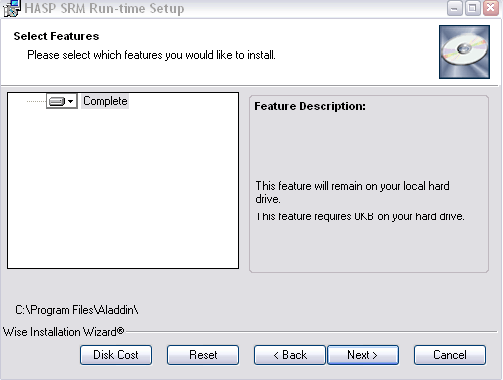 HASP SRM Run-time Setup
Select Features
Please select which features you would like to install.
Complete
Feature Description:
This feature will remain on your local hard
drive.
This feature requires 0KB on your hard drive.
C:\Program Files\Aladdin\
Wise Installation Wizard®
Disk Cost
Reset
< Back
Next >
Cancel